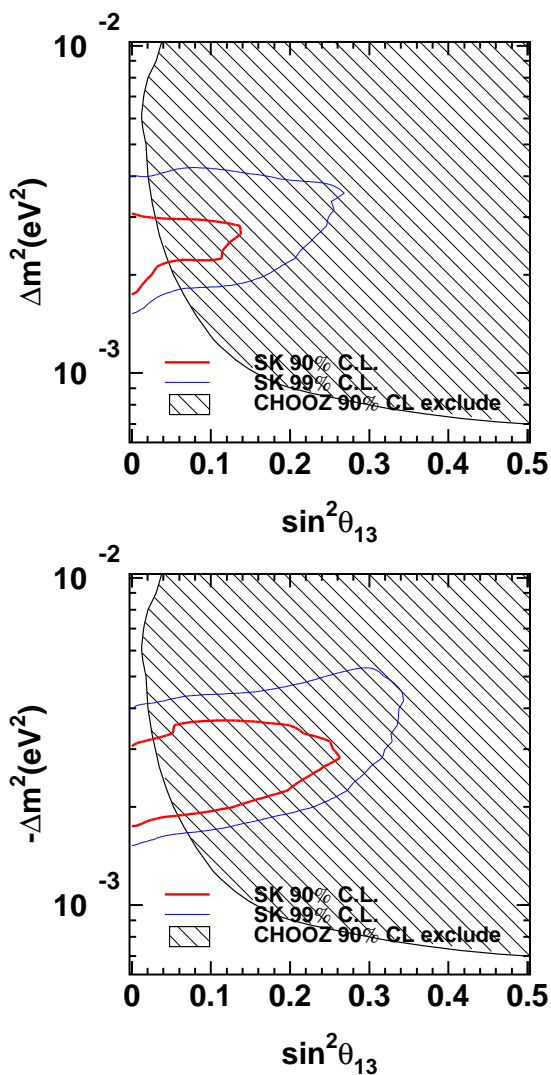 10-2
Δm2(eV2)
10-3
SK 90% C.L.
SK 99% C.L.
CHOOZ 90% CL exclude
0 0.1 0.2 0.3 0.4 0.5
sin2θ13
10-2
-Δm2(eV2)
10-3
SK 90% C.L.
SK 99% C.L.
CHOOZ 90% CL exclude
0 0.1 0.2 0.3 0.4 0.5
sin2θ13